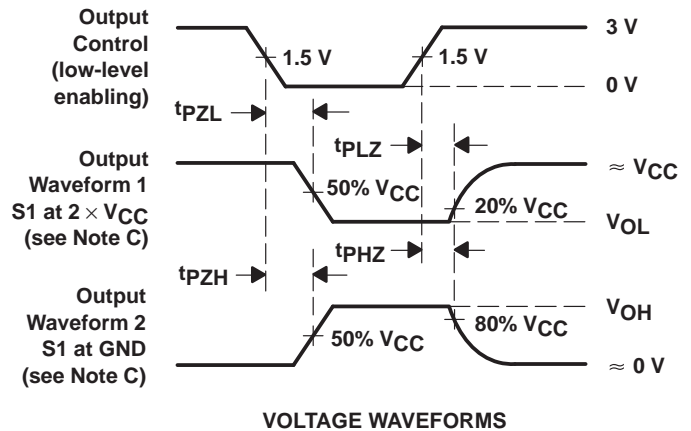 Output
Control
(low-level
enabling)
1.5 V
1.5 V
3 V
0 V
tPZL
tPLZ
Output
Waveform 1
S1 at 2 × VCC
(see Note C)
50% VCC
20% VCC
≈ VCC
VOL
tPZH
tPHZ
Output
Waveform 2
S1 at GND
(see Note C)
50% VCC
80% VCC
VOH
≈ 0 V
VOLTAGE WAVEFORMS